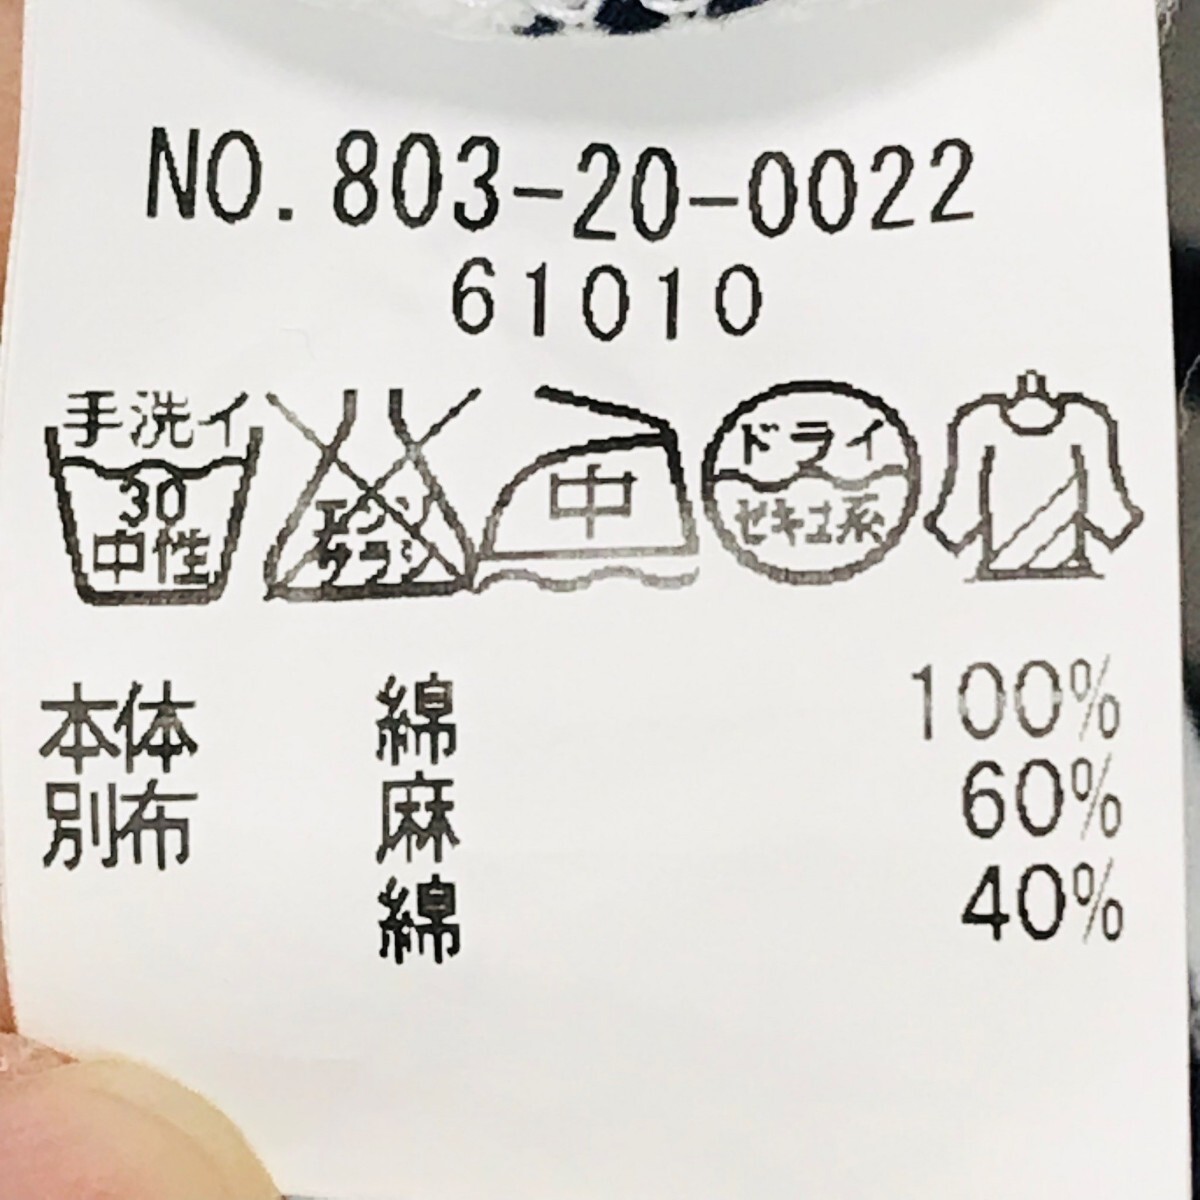 NO.803-20-0022
61010
手洗イ 30 中性
エンソ サラシ
中
ドライ セキユ系
本体 綿 100%
別布 麻 60%
綿 40%